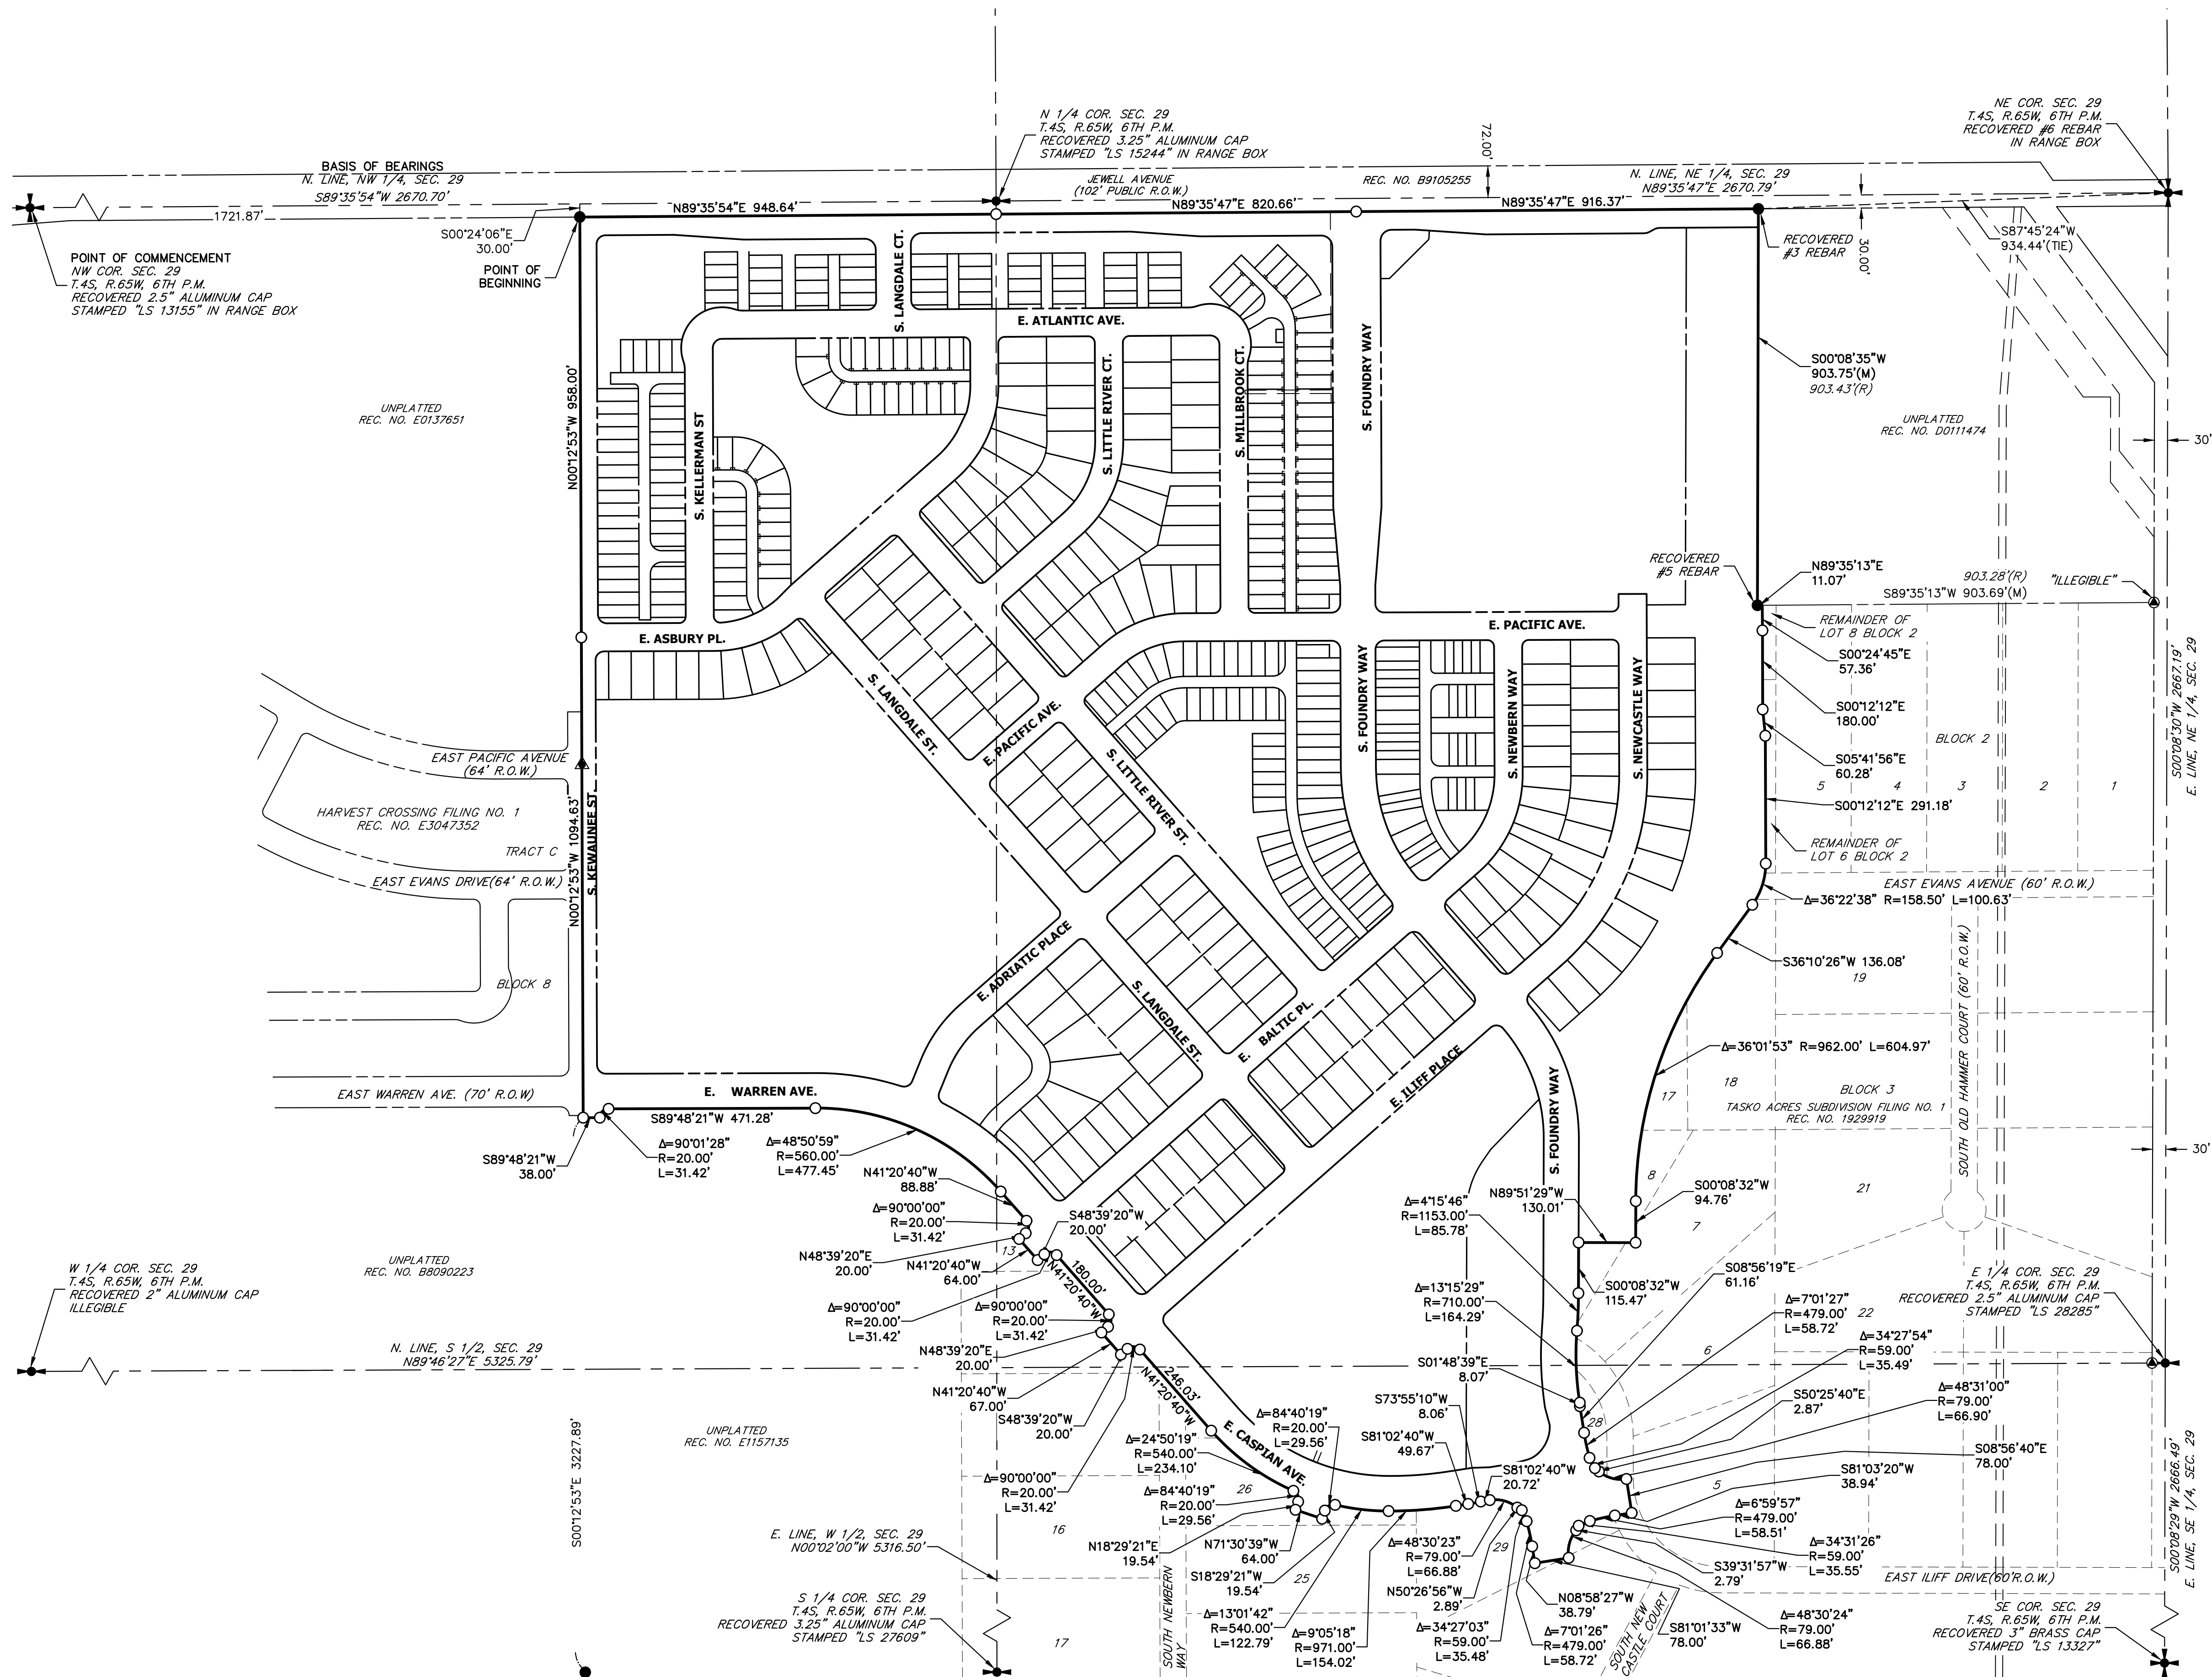 N 1/4 COR. SEC. 29
T.4S, R.65W, 6TH P.M.
RECOVERED 3.25" ALUMINUM CAP
STAMPED "LS 15244" IN RANGE BOX
72.00'
NE COR. SEC. 29
T.4S, R.65W, 6TH P.M.
RECOVERED #6 REBAR
IN RANGE BOX
BASIS OF BEARINGS
N. LINE, NW 1/4, SEC. 29
S89°35'54"W 2670.70'
JEWELL AVENUE
(102' PUBLIC R.O.W.)
REC. NO. B9105255
N. LINE, NE 1/4, SEC. 29
N89°35'47"E 2670.79'
1721.87'
N89°35'54"E 948.64'
N89°35'47"E 820.66'
N89°35'47"E 916.37'
S00°24'06"E
30.00'
POINT OF
BEGINNING
POINT OF COMMENCEMENT
NW COR. SEC. 29
T.4S, R.65W, 6TH P.M.
RECOVERED 2.5" ALUMINUM CAP
STAMPED "LS 13155" IN RANGE BOX
RECOVERED
#3 REBAR
30.00'
S87°45'24"W
934.44'(TIE)
S. LANGDALE CT.
E. ATLANTIC AVE.
S. LITTLE RIVER CT.
S. MILLBROOK CT.
S. FOUNDRY WAY
S00°08'35"W
903.75'(M)
903.43'(R)
UNPLATTED
REC. NO. E0137651
N00°12'53"W 958.00'
S. KELLERMAN ST
UNPLATTED
REC. NO. D0111474
30'
RECOVERED
#5 REBAR
N89°35'13"E
11.07'
903.28'(R)
S89°35'13"W 903.69'(M)
"ILLEGIBLE"
E. ASBURY PL.
E. PACIFIC AVE.
REMAINDER OF
LOT 8 BLOCK 2
S00°24'45"E
57.36'
S00°12'12"E
180.00'
BLOCK 2
S05°41'56"E
60.28'
S00°12'12"E 291.18'
5
4
3
2
1
REMAINDER OF
LOT 6 BLOCK 2
S00°08'30"W 2667.19'
E. LINE, NE 1/4, SEC. 29
S. LANGDALE ST.
E. PACIFIC AVE.
S. LITTLE RIVER ST.
S. FOUNDRY WAY
S. NEWBERN WAY
S. NEWCASTLE WAY
EAST PACIFIC AVENUE
(64' R.O.W.)
HARVEST CROSSING FILING NO. 1
REC. NO. E3047352
TRACT C
EAST EVANS DRIVE(64' R.O.W.)
N00°12'53"W 1094.63'
S. KEWAUNEE ST.
BLOCK 8
EAST EVANS AVENUE (60' R.O.W.)
Δ=36°22'38" R=158.50' L=100.63'
S36°10'26"W 136.08'
19
SOUTH OLD HAMMER COURT (60' R.O.W.)
E. ADRIATIC PLACE
S. LANGDALE ST.
E. BALTIC PL.
E. ILIFF PLACE
S. FOUNDRY WAY
Δ=36°01'53" R=962.00' L=604.97'
17
18
BLOCK 3
TASKO ACRES SUBDIVISION FILING NO. 1
REC. NO. 1929919
EAST WARREN AVE. (70' R.O.W)
E. WARREN AVE.
S89°48'21"W 471.28'
S89°48'21"W
38.00'
Δ=90°01'28"
R=20.00'
L=31.42'
Δ=48°50'59"
R=560.00'
L=477.45'
N41°20'40"W
88.88'
Δ=90°00'00"
R=20.00'
L=31.42'
S48°39'20"W
20.00'
N48°39'20"E
20.00'
13
N41°20'40"W
64.00'
180.00'
N41°20'40"W
Δ=90°00'00"
R=20.00'
L=31.42'
Δ=90°00'00"
R=20.00'
L=31.42'
N48°39'20"E
20.00'
N41°20'40"W
67.00'
S48°39'20"W
20.00'
246.03'
N41°20'40"W
Δ=90°00'00"
R=20.00'
L=31.42'
Δ=4°15'46"
R=1153.00'
L=85.78'
N89°51'29"W
130.01'
8
7
S00°08'32"W
94.76'
21
30'
S00°08'32"W
115.47'
S08°56'19"E
61.16'
Δ=13°15'29"
R=710.00'
L=164.29'
Δ=7°01'27"
R=479.00'
L=58.72'
22
6
Δ=34°27'54"
R=59.00'
L=35.49'
E 1/4 COR. SEC. 29
T.4S, R.65W, 6TH P.M.
RECOVERED 2.5" ALUMINUM CAP
STAMPED "LS 28285"
W 1/4 COR. SEC. 29
T.4S, R.65W, 6TH P.M.
RECOVERED 2" ALUMINUM CAP
ILLEGIBLE
UNPLATTED
REC. NO. B8090223
N. LINE, S 1/2, SEC. 29
N89°46'27"E 5325.79'
S01°48'39"E
8.07'
S73°55'10"W
8.06'
S81°02'40"W
49.67'
S81°02'40"W
20.72'
28
S50°25'40"E
2.87'
Δ=48°31'00"
R=79.00'
L=66.90'
S08°56'40"E
78.00'
S81°03'20"W
38.94'
5
Δ=6°59'57"
R=479.00'
L=58.51'
Δ=34°31'26"
R=59.00'
L=35.55'
S39°31'57"W
2.79'
EAST ILIFF DRIVE(60'R.O.W.)
S00°08'29"W 2666.49'
E. LINE, SE 1/4, SEC. 29
UNPLATTED
REC. NO. E1157135
S00°12'53"E 3227.89'
E. CASPIAN AVE.
11
Δ=84°40'19"
R=20.00'
L=29.56'
Δ=24°50'19"
R=540.00'
L=234.10'
26
Δ=84°40'19"
R=20.00'
L=29.56'
16
N18°29'21"E
19.54'
N71°30'39"W
64.00'
S18°29'21"W
19.54'
25
Δ=13°01'42"
R=540.00'
L=122.79'
Δ=9°05'18"
R=971.00'
L=154.02'
Δ=48°30'23"
R=79.00'
L=66.88'
29
N50°26'56"W
2.89'
Δ=34°27'03"
R=59.00'
L=35.48'
N08°58'27"W
38.79'
Δ=7°01'26"
R=479.00'
L=58.72'
S81°01'33"W
78.00'
Δ=48°30'24"
R=79.00'
L=66.88'
SOUTH NEW
CASTLE COURT
E. LINE, W 1/2, SEC. 29
N00°02'00"W 5316.50'
S 1/4 COR. SEC. 29
T.4S, R.65W, 6TH P.M.
RECOVERED 3.25" ALUMINUM CAP
STAMPED "LS 27609"
17
SOUTH NEWBERN
WAY
SE COR. SEC. 29
T.4S, R.65W, 6TH P.M.
RECOVERED 3" BRASS CAP
STAMPED "LS 13327"